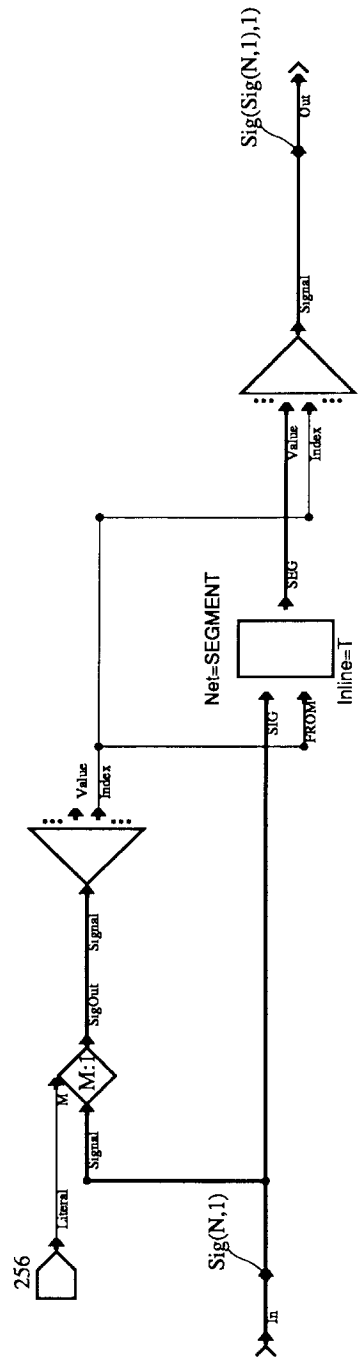 256
Literal
M
M:1
Signal
SigOut
Signal
Value
Index
Sig(N,1)
In
SIG
FROM
Net=SEGMENT
Inline=T
SEG
Value
Index
Signal
Sig(Sig(N,1),1)
Out